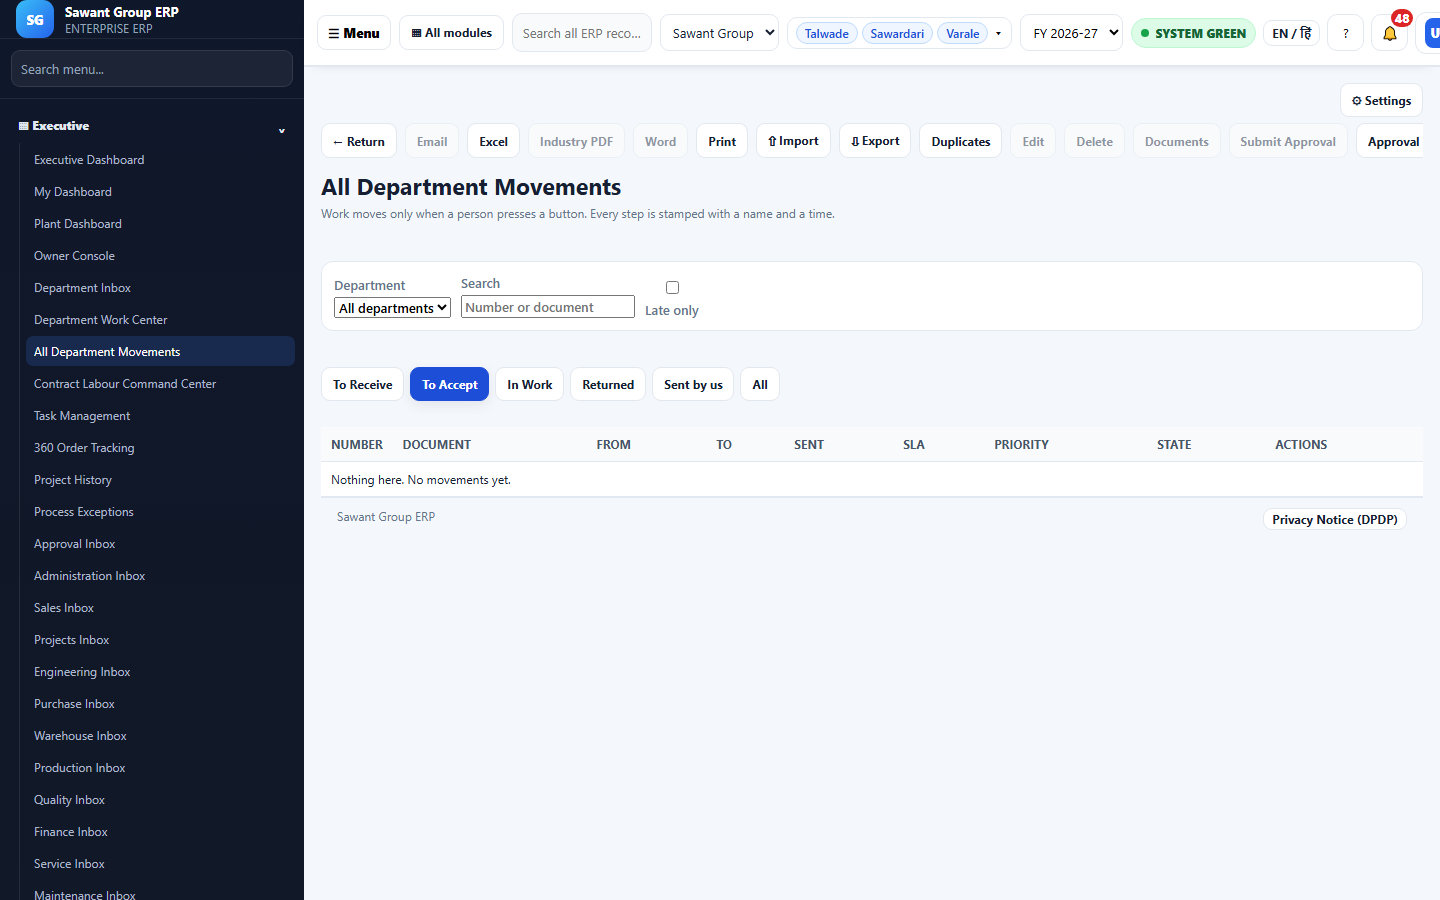 SG
Sawant Group ERP
ENTERPRISE ERP
Search menu...
Executive
Executive Dashboard
My Dashboard
Plant Dashboard
Owner Console
Department Inbox
Department Work Center
All Department Movements
Contract Labour Command Center
Task Management
360 Order Tracking
Project History
Process Exceptions
Approval Inbox
Administration Inbox
Sales Inbox
Projects Inbox
Engineering Inbox
Purchase Inbox
Warehouse Inbox
Production Inbox
Quality Inbox
Finance Inbox
Service Inbox
Maintenance Inbox
☰ Menu All modules Search all ERP reco... Sawant Group Talwade Sawardari Varale FY 2026-27 SYSTEM GREEN EN / हिं ? 48 U
⚙ Settings
← Return Email Excel Industry PDF Word Print ⇧ Import ⇩ Export Duplicates Edit Delete Documents Submit Approval Approval
All Department Movements
Work moves only when a person presses a button. Every step is stamped with a name and a time.
Department Search
All departments Number or document Late only
To Receive To Accept In Work Returned Sent by us All
NUMBER DOCUMENT FROM TO SENT SLA PRIORITY STATE ACTIONS
Nothing here. No movements yet.
Sawant Group ERP Privacy Notice (DPDP)